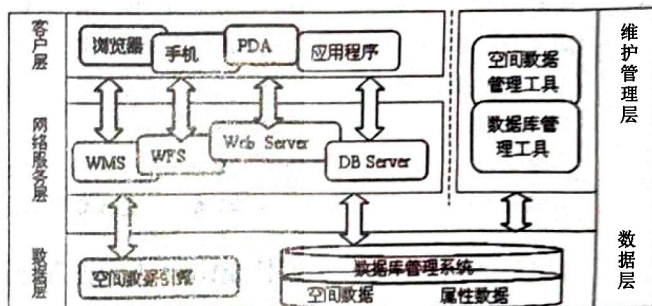 客户层
浏览器
手机
PDA
应用程序
网络服务层
WMS
WFS
Web Server
DB Server
数据层
空间数据引擎
数据库管理系统
空间数据
属性数据
空间数据
管理工具
数据库管
理工具
维护管理层
数据层